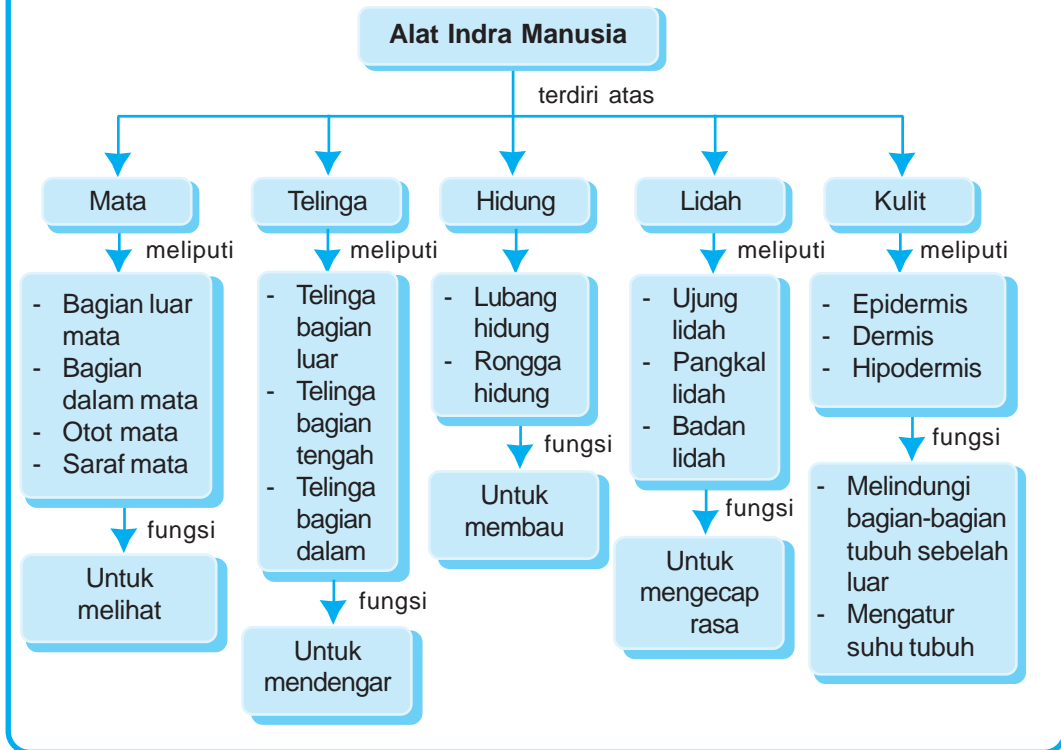 Alat Indra Manusia
terdiri atas
Mata
meliputi
- Bagian luar
mata
- Bagian
dalam mata
- Otot mata
- Saraf mata
fungsi
Untuk
melihat
Telinga
meliputi
- Telinga
bagian
luar
- Telinga
bagian
tengah
- Telinga
bagian
dalam
fungsi
Untuk
mendengar
Hidung
- Lubang
hidung
- Rongga
hidung
fungsi
Untuk
membau
Lidah
meliputi
- Ujung
lidah
- Pangkal
lidah
- Badan
lidah
fungsi
Untuk
mengecap
rasa
Kulit
meliputi
- Epidermis
- Dermis
- Hipodermis
fungsi
- Melindungi
bagian-bagian
tubuh sebelah
luar
- Mengatur
suhu tubuh